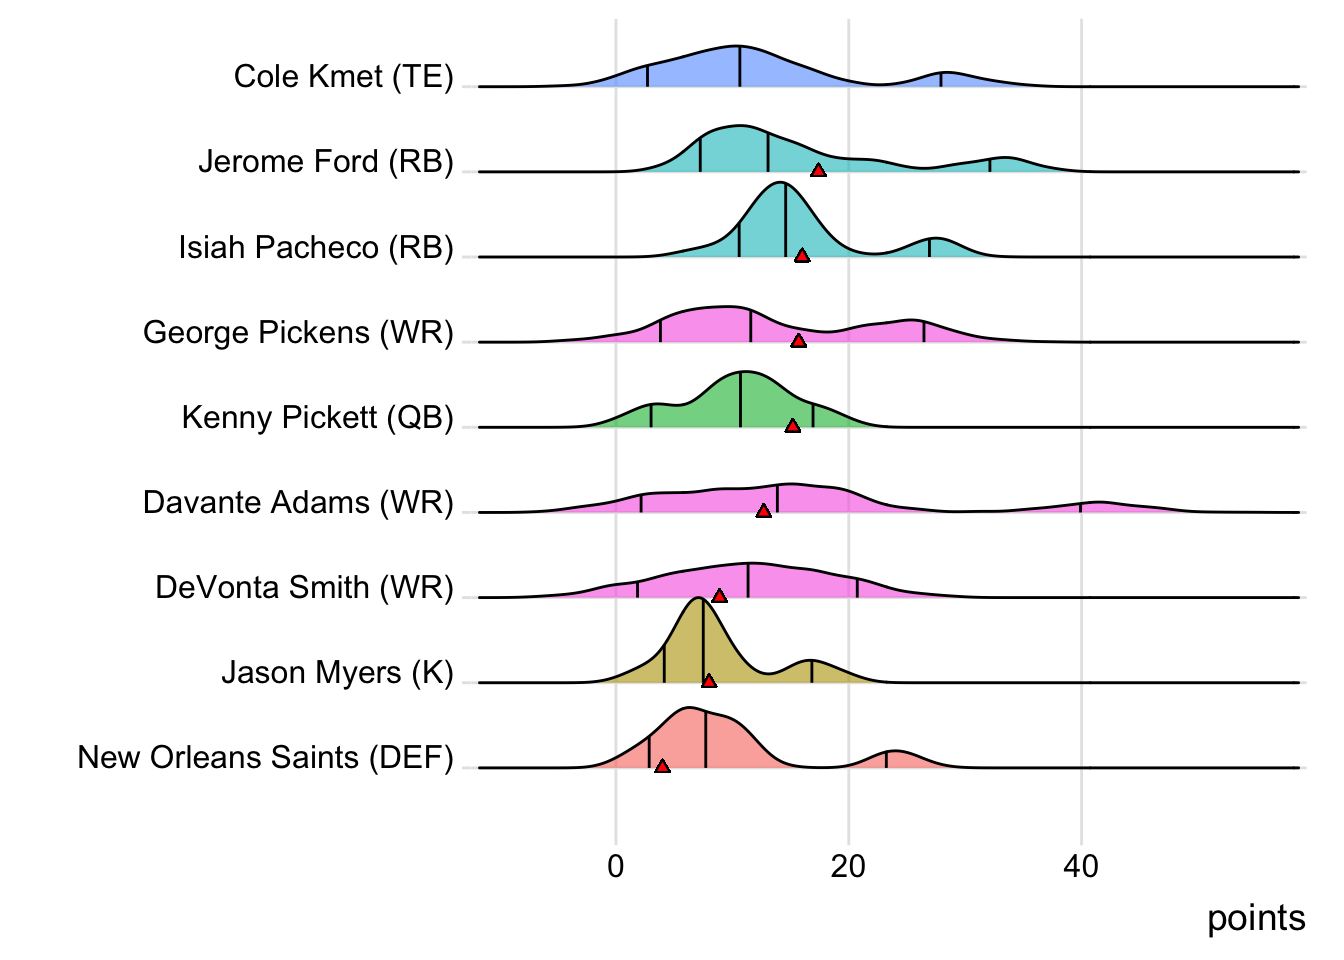 Cole Kmet (TE)
Jerome Ford (RB)
Isiah Pacheco (RB)
George Pickens (WR)
Kenny Pickett (QB)
Davante Adams (WR)
DeVonta Smith (WR)
Jason Myers (K)
New Orleans Saints (DEF)
0 20 40
points